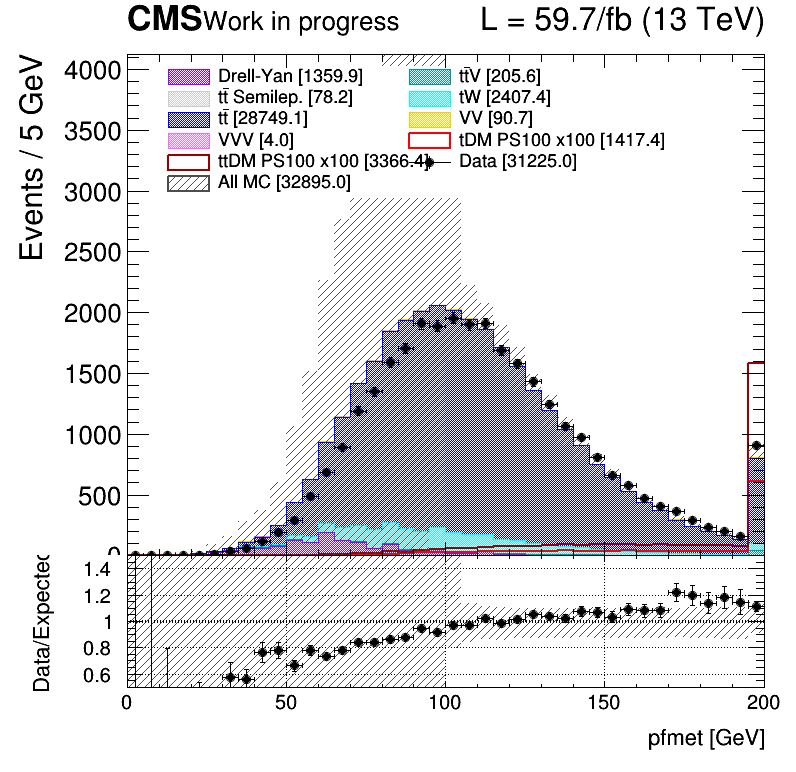 CMS Work in progress L = 59.7/fb (13 TeV)
Events / 5 GeV
4000
3500
3000
2500
2000
1500
1000
500
0
Drell-Yan [1359.9]
tt̄V [205.6]
tt̄ Semilep. [78.2]
tW [2407.4]
tt̄ [28749.1]
VV [90.7]
VVV [4.0]
tDM PS100 x100 [1417.4]
ttDM PS100 x100 [3366.4]
Data [31225.0]
All MC [32895.0]
Data/Expected
1.4
1.2
1
0.8
0.6
0 50 100 150 200
pfmet [GeV]